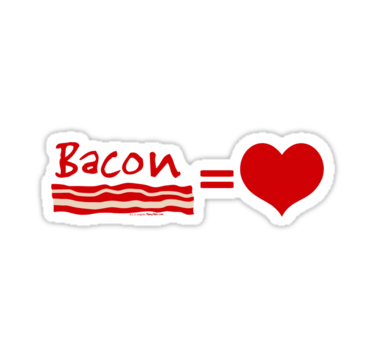 Bacon =